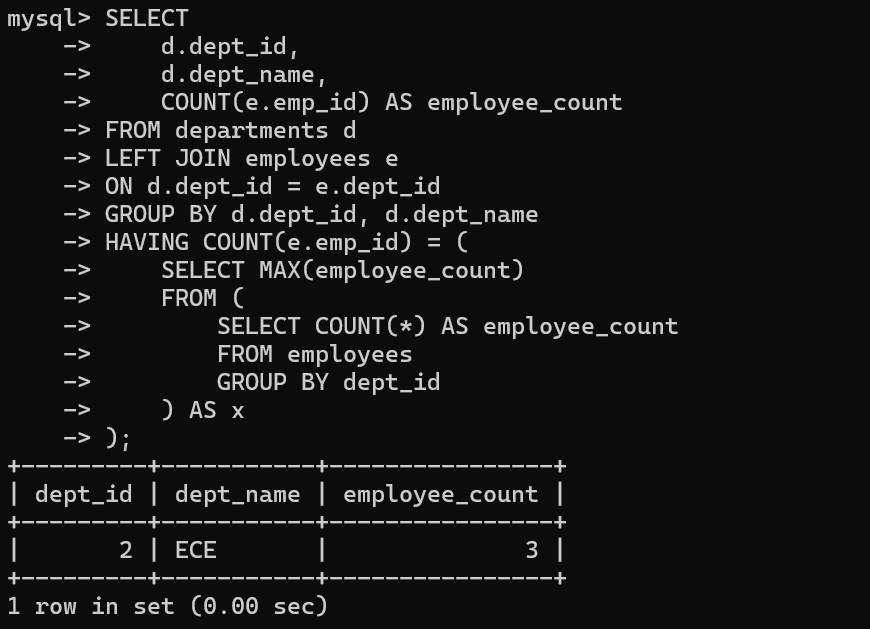 mysql> SELECT
    ->     d.dept_id,
    ->     d.dept_name,
    ->     COUNT(e.emp_id) AS employee_count
    -> FROM departments d
    -> LEFT JOIN employees e
    -> ON d.dept_id = e.dept_id
    -> GROUP BY d.dept_id, d.dept_name
    -> HAVING COUNT(e.emp_id) = (
    ->     SELECT MAX(employee_count)
    ->     FROM (
    ->         SELECT COUNT(*) AS employee_count
    ->         FROM employees
    ->         GROUP BY dept_id
    ->     ) AS x
    -> );
+---------+-----------+----------------+
| dept_id | dept_name | employee_count |
+---------+-----------+----------------+
|       2 | ECE       |              3 |
+---------+-----------+----------------+
1 row in set (0.00 sec)